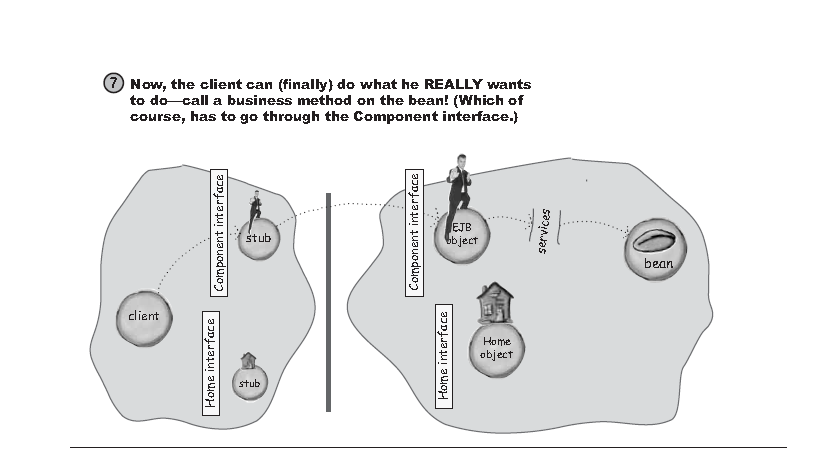 7 Now, the client can (finally) do what he REALLY wants
to do—call a business method on the bean! (Which of
course, has to go through the Component interface.)
Component interface
stub
client
Home interface
stub
Component interface
EJB
object
services
bean
Home interface
Home
object